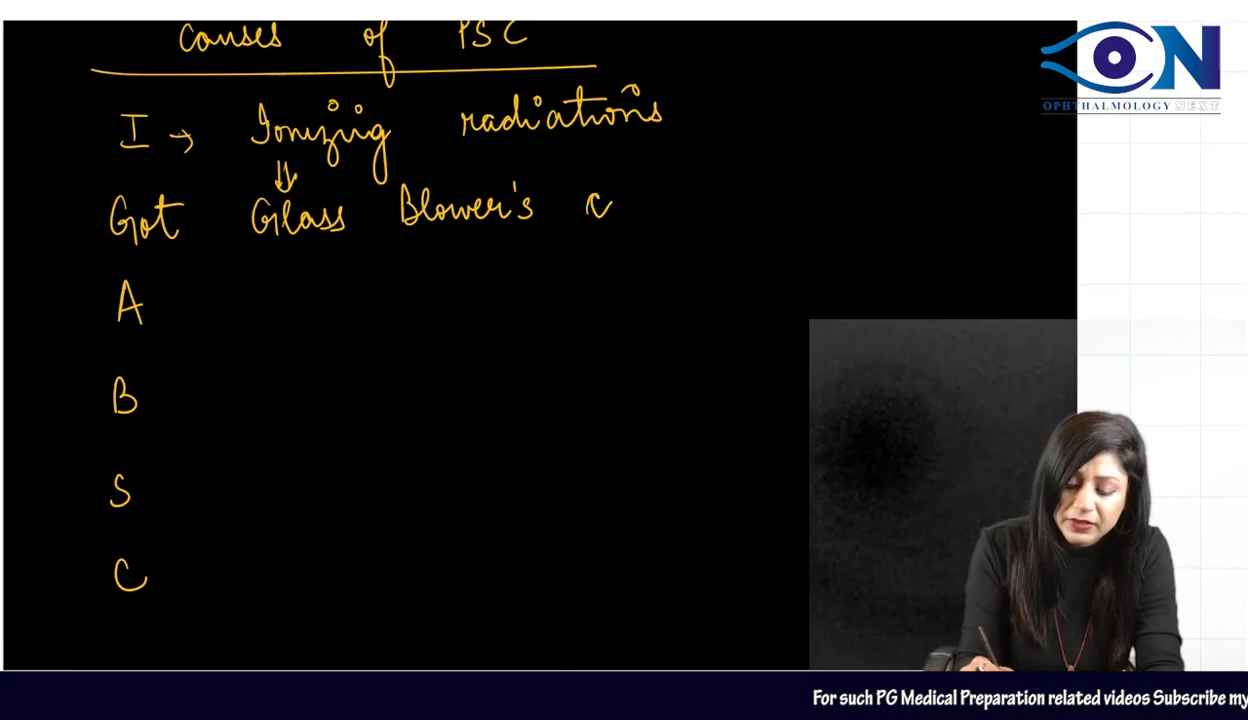 causes of PSC
I → Ionizing radiations
⇓
Got Glass Blower's c
A
B
S
C
ON
OPHTHALMOLOGY NEXT
For such PG Medical Preparation related videos Subscribe my